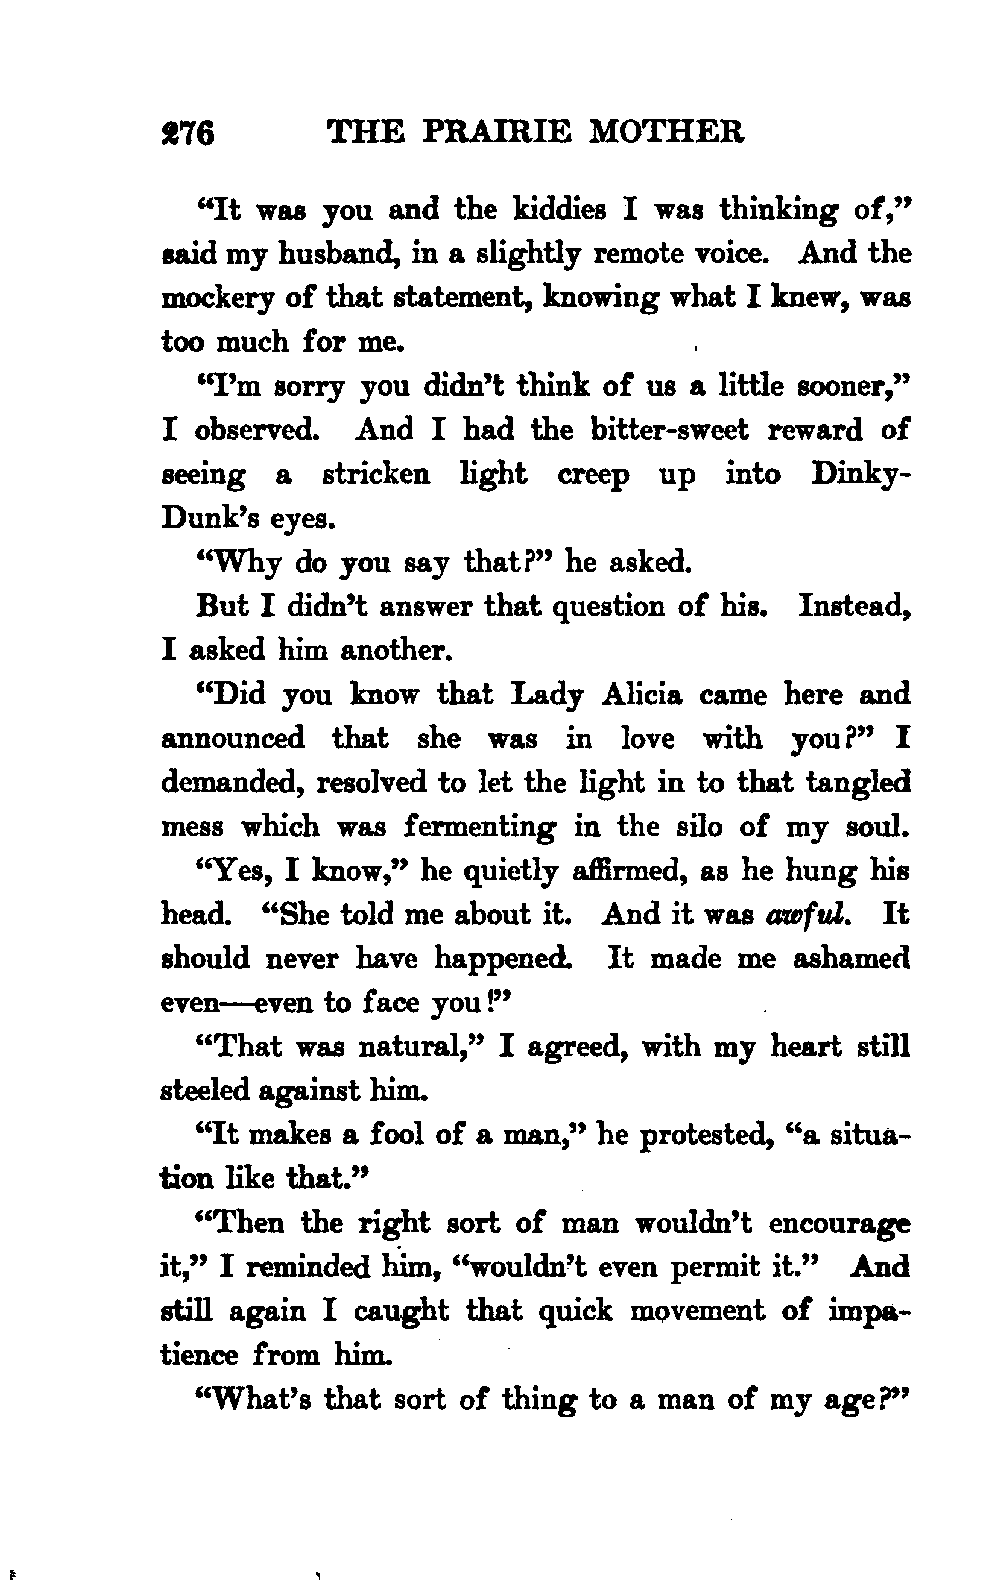 276 THE PRAIRIE MOTHER
“It was you and the kiddies I was thinking of,”
said my husband, in a slightly remote voice. And the
mockery of that statement, knowing what I knew, was
too much for me.
“I’m sorry you didn’t think of us a little sooner,”
I observed. And I had the bitter-sweet reward of
seeing a stricken light creep up into Dinky-
Dunk’s eyes.
“Why do you say that?” he asked.
But I didn’t answer that question of his. Instead,
I asked him another.
“Did you know that Lady Alicia came here and
announced that she was in love with you?” I
demanded, resolved to let the light in to that tangled
mess which was fermenting in the silo of my soul.
“Yes, I know,” he quietly affirmed, as he hung his
head. “She told me about it. And it was awful. It
should never have happened. It made me ashamed
even—even to face you!”
“That was natural,” I agreed, with my heart still
steeled against him.
“It makes a fool of a man,” he protested, “a situa-
tion like that.”
“Then the right sort of man wouldn’t encourage
it,” I reminded him, “wouldn’t even permit it.” And
still again I caught that quick movement of impa-
tience from him.
“What’s that sort of thing to a man of my age?”